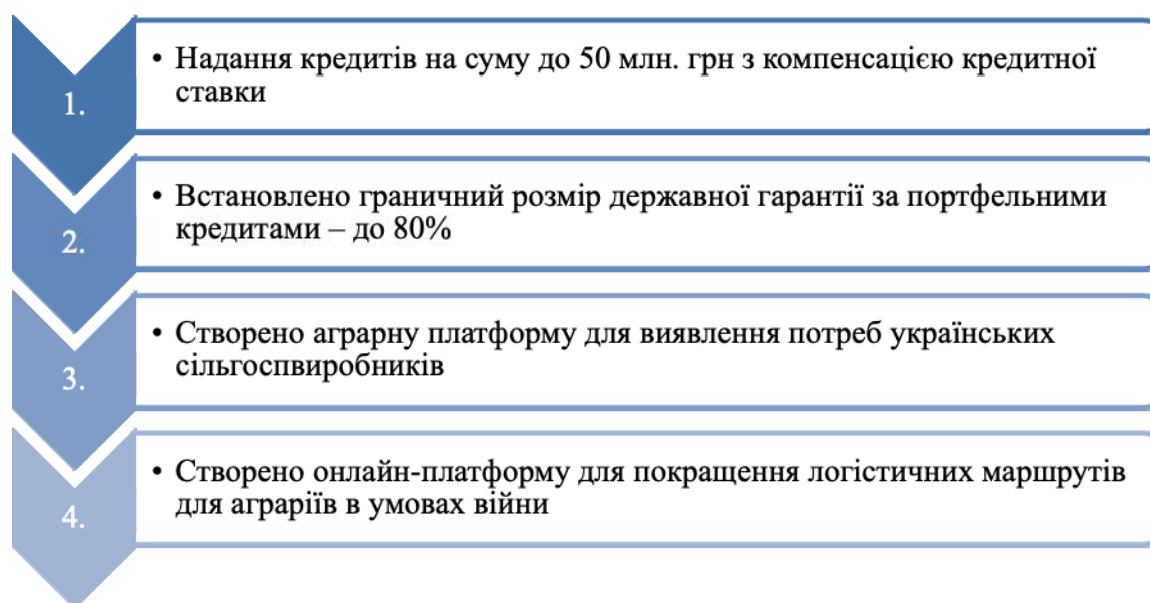 1.
• Надання кредитів на суму до 50 млн. грн з компенсацією кредитної
ставки
2.
• Встановлено граничний розмір державної гарантії за портфельними
кредитами – до 80%
3.
• Створено аграрну платформу для виявлення потреб українських
сільгоспвиробників
4.
• Створено онлайн-платформу для покращення логістичних маршрутів
для аграріїв в умовах війни